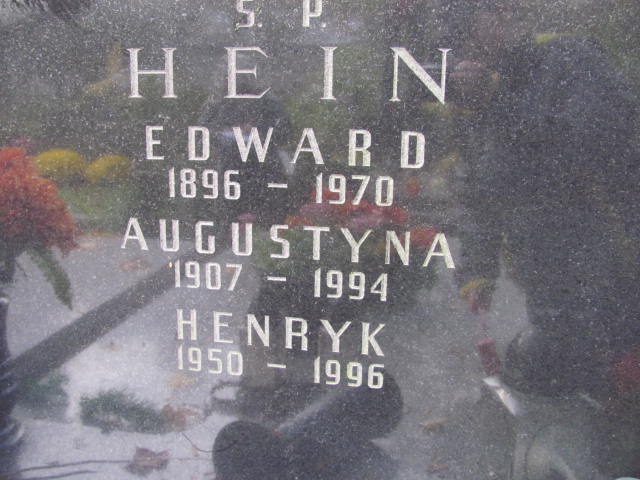 S. P.
HEIN
EDWARD
1896 - 1970
AUGUSTYNA
1907 - 1994
HENRYK
1950 - 1996